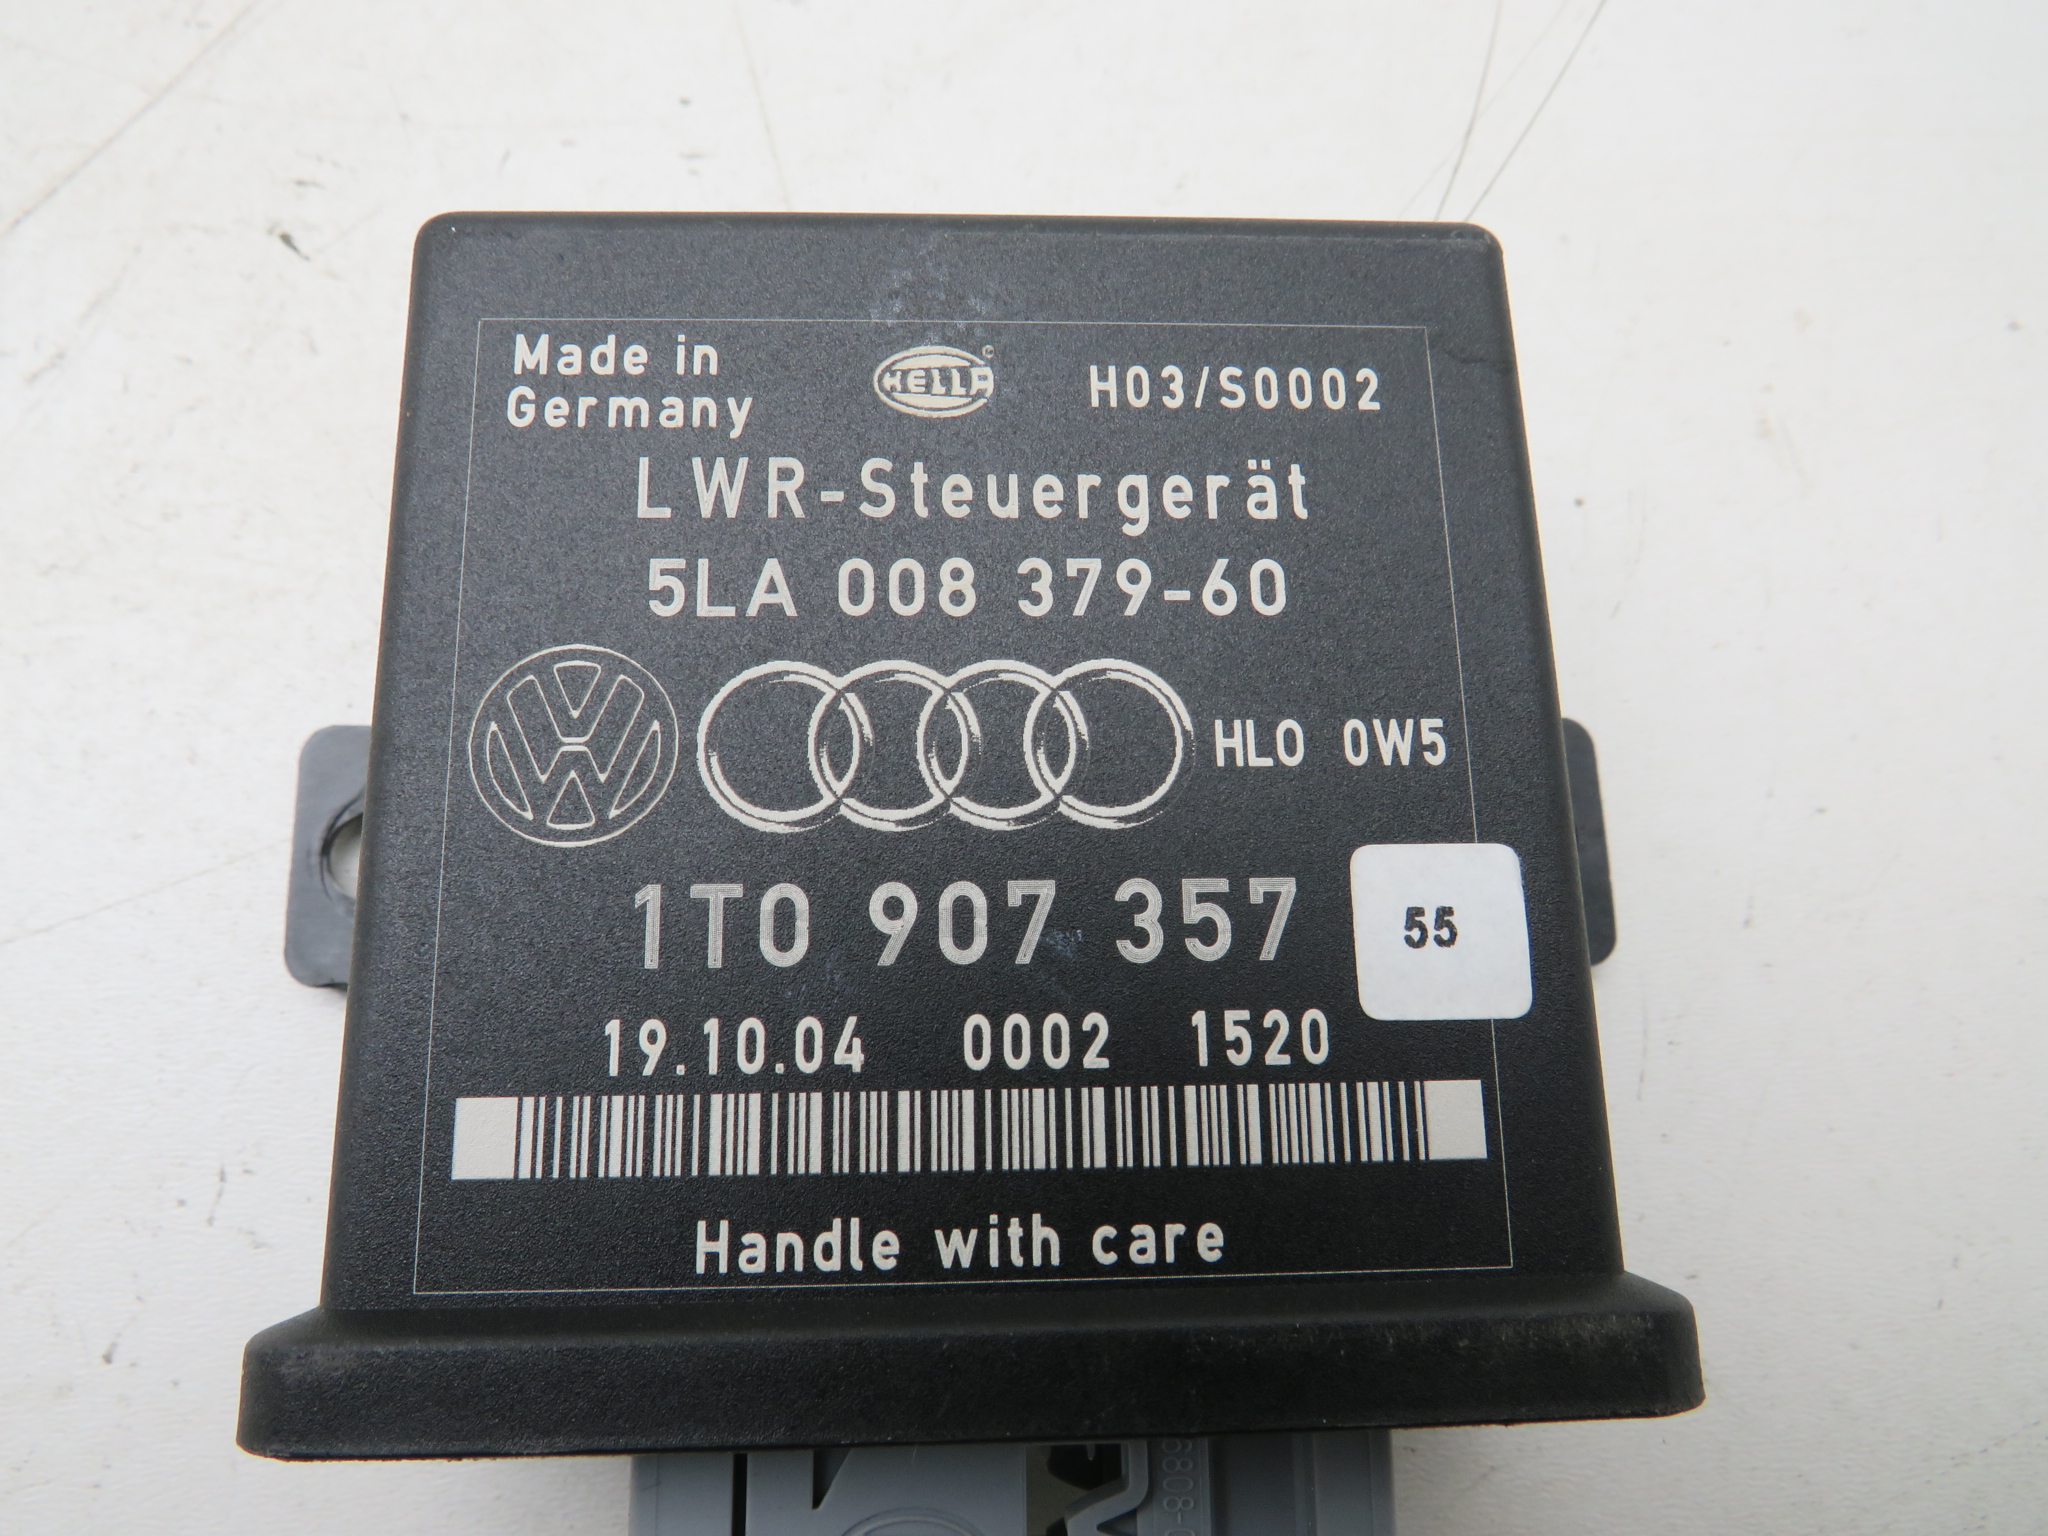 Made in
Germany
HELLA
©
H03/S0002
LWR-Steuergerät
5LA 008 379-60
HL0 0W5
1T0 907 357
55
19.10.04 0002 1520
Handle with care